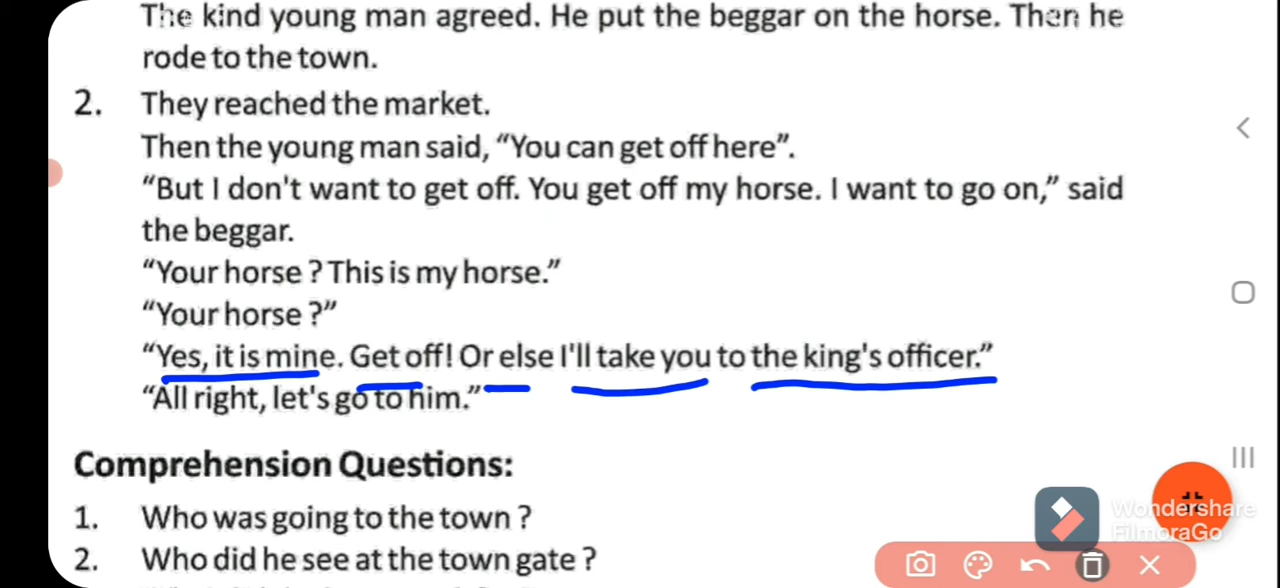 The kind young man agreed. He put the beggar on the horse. Then he
rode to the town.
2. They reached the market.
Then the young man said, “You can get off here”.
“But I don't want to get off. You get off my horse. I want to go on,” said
the beggar.
“Your horse ? This is my horse.”
“Your horse ?”
“Yes, it is mine. Get off! Or else I'll take you to the king's officer.”
“All right, let's go to him.”
Comprehension Questions:
1. Who was going to the town ?
2. Who did he see at the town gate ?
Wondershare
FilmoraGo